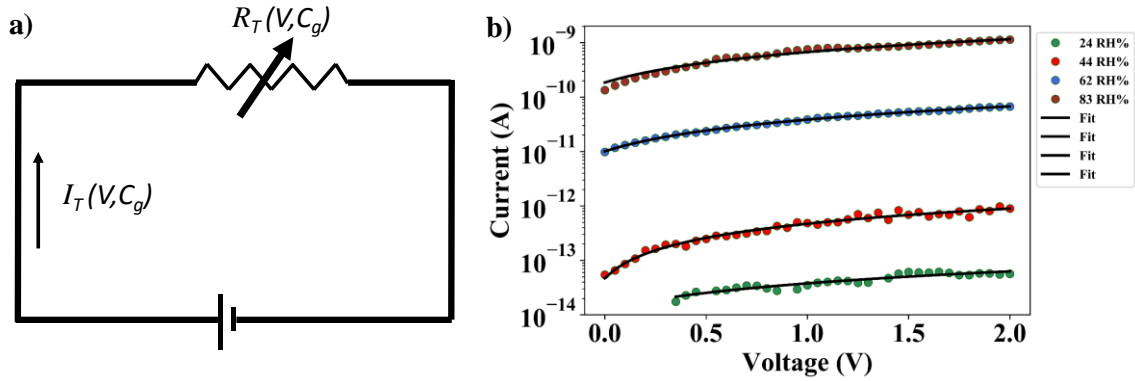 a)
R_T(V,C_g)
I_T(V,C_g)
b)
Current (A)
10⁻⁹
10⁻¹⁰
10⁻¹¹
10⁻¹²
10⁻¹³
10⁻¹⁴
0.0 0.5 1.0 1.5 2.0
Voltage (V)
24 RH%
44 RH%
62 RH%
83 RH%
Fit
Fit
Fit
Fit